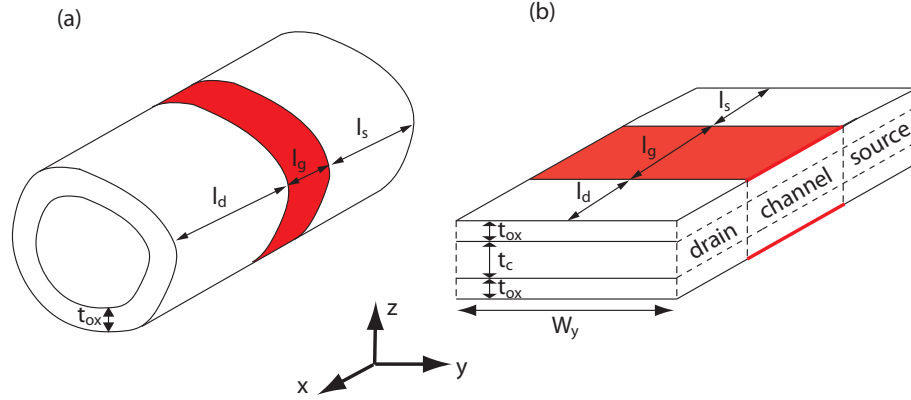 (a)
l_d
l_g
l_s
t_ox
z
y
x
(b)
l_s
l_g
l_d
t_ox
t_c
t_ox
drain
channel
source
W_y